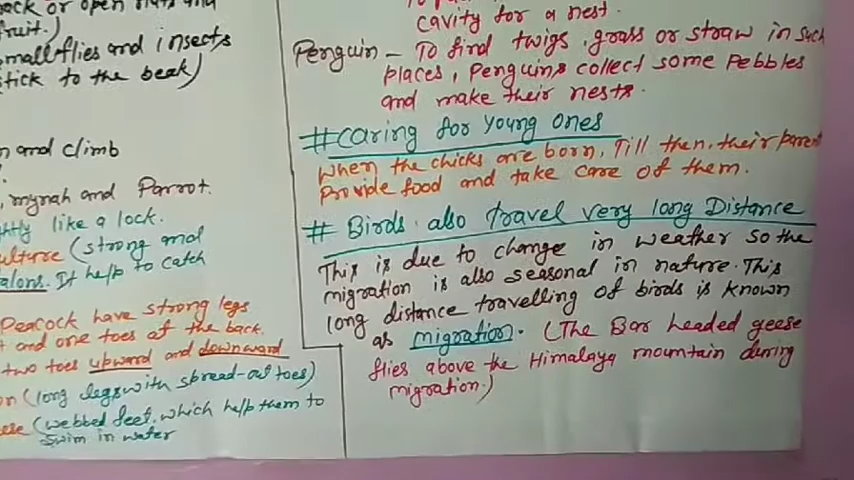 back or open nuts and
fruit.)
small flies and insects
stick to the beak)
and climb
mynah and Parrot.
like a lock.
(strong and
talons. It help to catch
Peacock have strong legs
and one toes at the back.
two toes upward and downward
(long legs with spread-out toes)
(webbed feet, which help them to
swim in water
cavity for a nest.
Penguin - To find twigs, grass or straw in such
places, Penguins collect some Pebbles
and make their nests.
# Caring for young ones
When the chicks are born, Till then, their parent
Provide food and take care of them.
# Birds also travel very long Distance
This is due to change in weather so the
migration is also seasonal in nature. This
long distance travelling of birds is known
as migration. (The Bar headed geese
flies above the Himalaya mountain during
migration.)